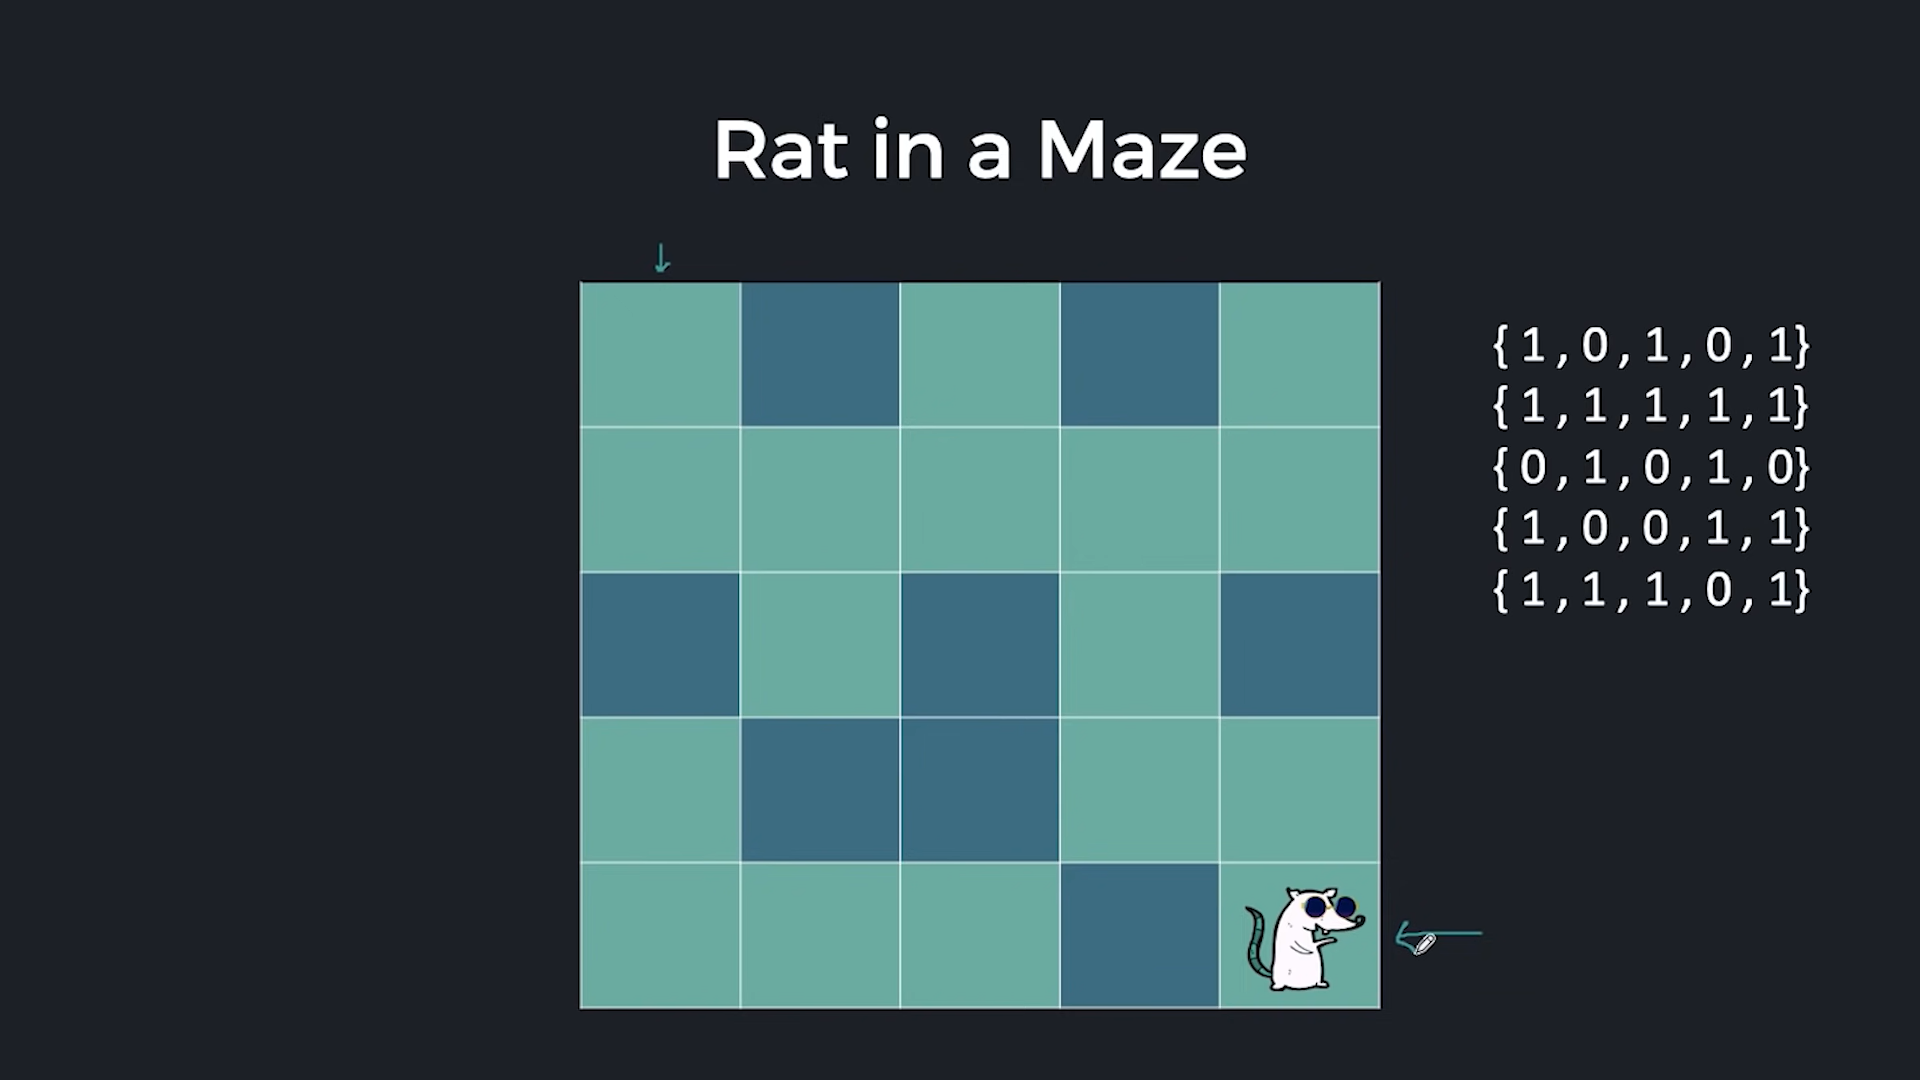 Rat in a Maze
{ 1 , 0 , 1 , 0 , 1}
{ 1 , 1 , 1 , 1 , 1}
{ 0 , 1 , 0 , 1 , 0}
{ 1 , 0 , 0 , 1 , 1}
{ 1 , 1 , 1 , 0 , 1}